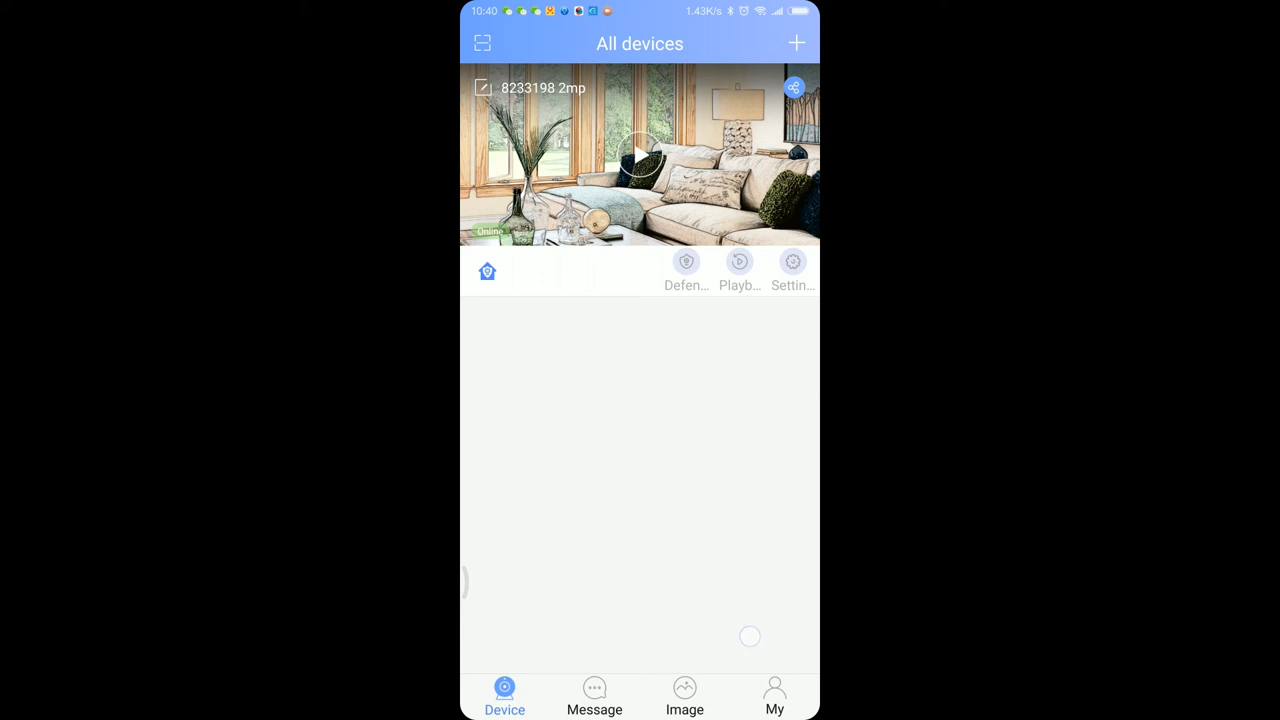 10:40
1.43K/s
All devices
8233198 2mp
Online
Defen... Playb... Settin...
Device Message Image My